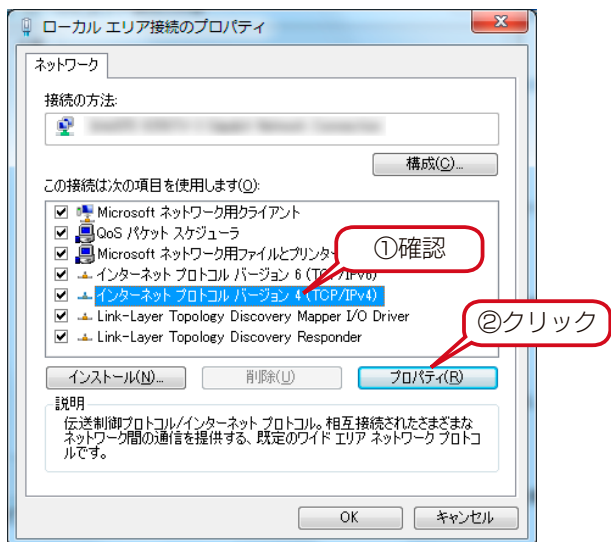 ローカル エリア接続のプロパティ
ネットワーク
接続の方法:
構成(C)...
この接続は次の項目を使用します(O):
Microsoft ネットワーク用クライアント
QoS パケット スケジューラ
Microsoft ネットワーク用ファイルとプリンター
①確認
インターネット プロトコル バージョン 6 (TCP/IPv6)
インターネット プロトコル バージョン 4 (TCP/IPv4)
Link-Layer Topology Discovery Mapper I/O Driver
②クリック
Link-Layer Topology Discovery Responder
インストール(N)...
削除(U)
プロパティ(R)
説明
伝送制御プロトコル/インターネット プロトコル。相互接続されたさまざまな
ネットワーク間の通信を提供する、既定のワイド エリア ネットワーク プロトコ
ルです。
OK
キャンセル